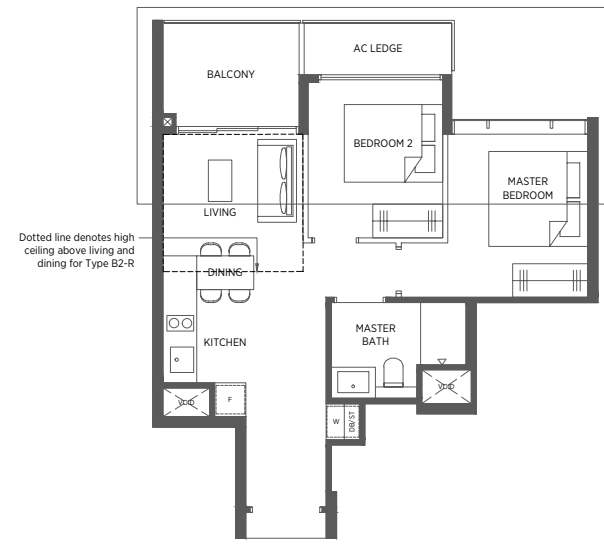 AC LEDGE
BALCONY
BEDROOM 2
MASTER
BEDROOM
LIVING
Dotted line denotes high
ceiling above living and
dining for Type B2-R
DINING
KITCHEN
MASTER
BATH
VOID
VOID
F
W
DB/ST